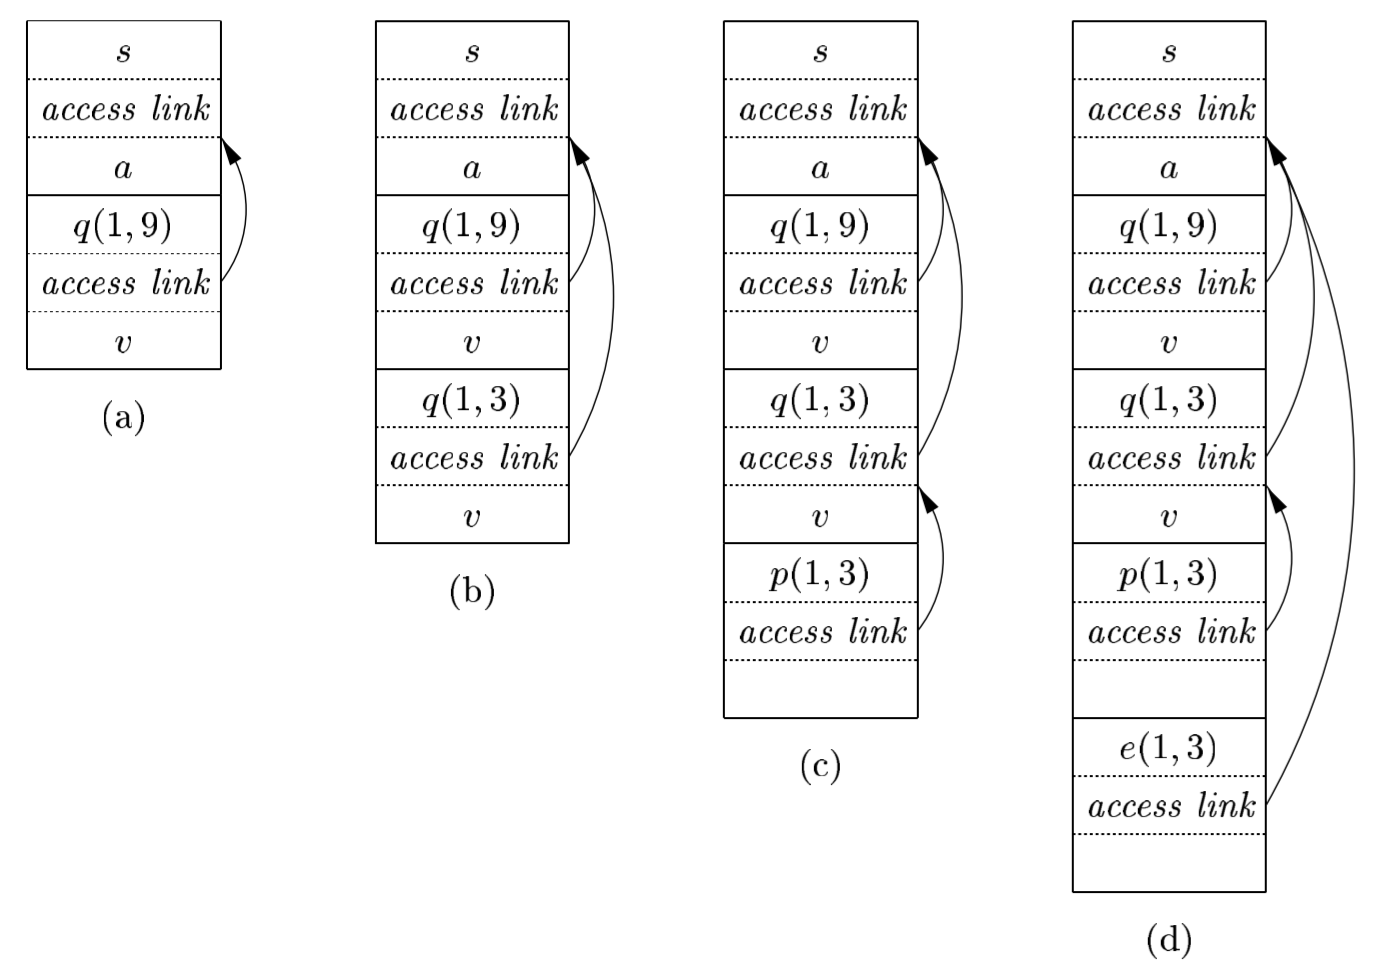 s
access link
a
q(1, 9)
access link
v
(a)
s
access link
a
q(1, 9)
access link
v
q(1, 3)
access link
v
(b)
s
access link
a
q(1, 9)
access link
v
q(1, 3)
access link
v
p(1, 3)
access link
(c)
s
access link
a
q(1, 9)
access link
v
q(1, 3)
access link
v
p(1, 3)
access link
e(1, 3)
access link
(d)